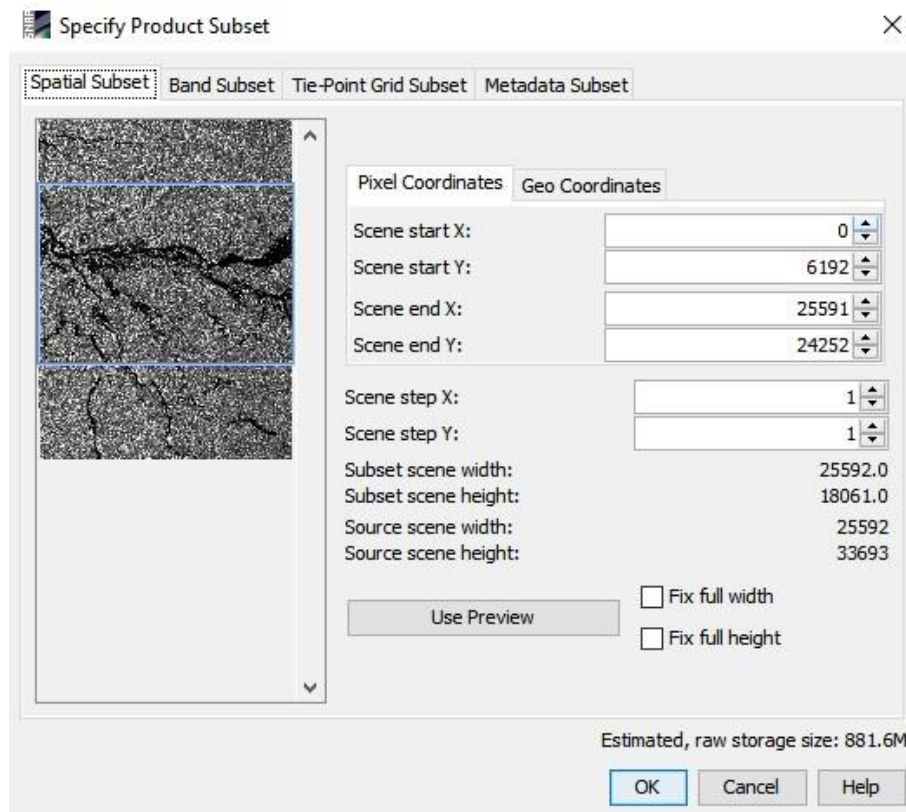 SNAP Specify Product Subset
Spatial Subset Band Subset Tie-Point Grid Subset Metadata Subset
Pixel Coordinates Geo Coordinates
Scene start X: 0
Scene start Y: 6192
Scene end X: 25591
Scene end Y: 24252
Scene step X: 1
Scene step Y: 1
Subset scene width: 25592.0
Subset scene height: 18061.0
Source scene width: 25592
Source scene height: 33693
Use Preview
Fix full width
Fix full height
Estimated, raw storage size: 881.6M
OK Cancel Help